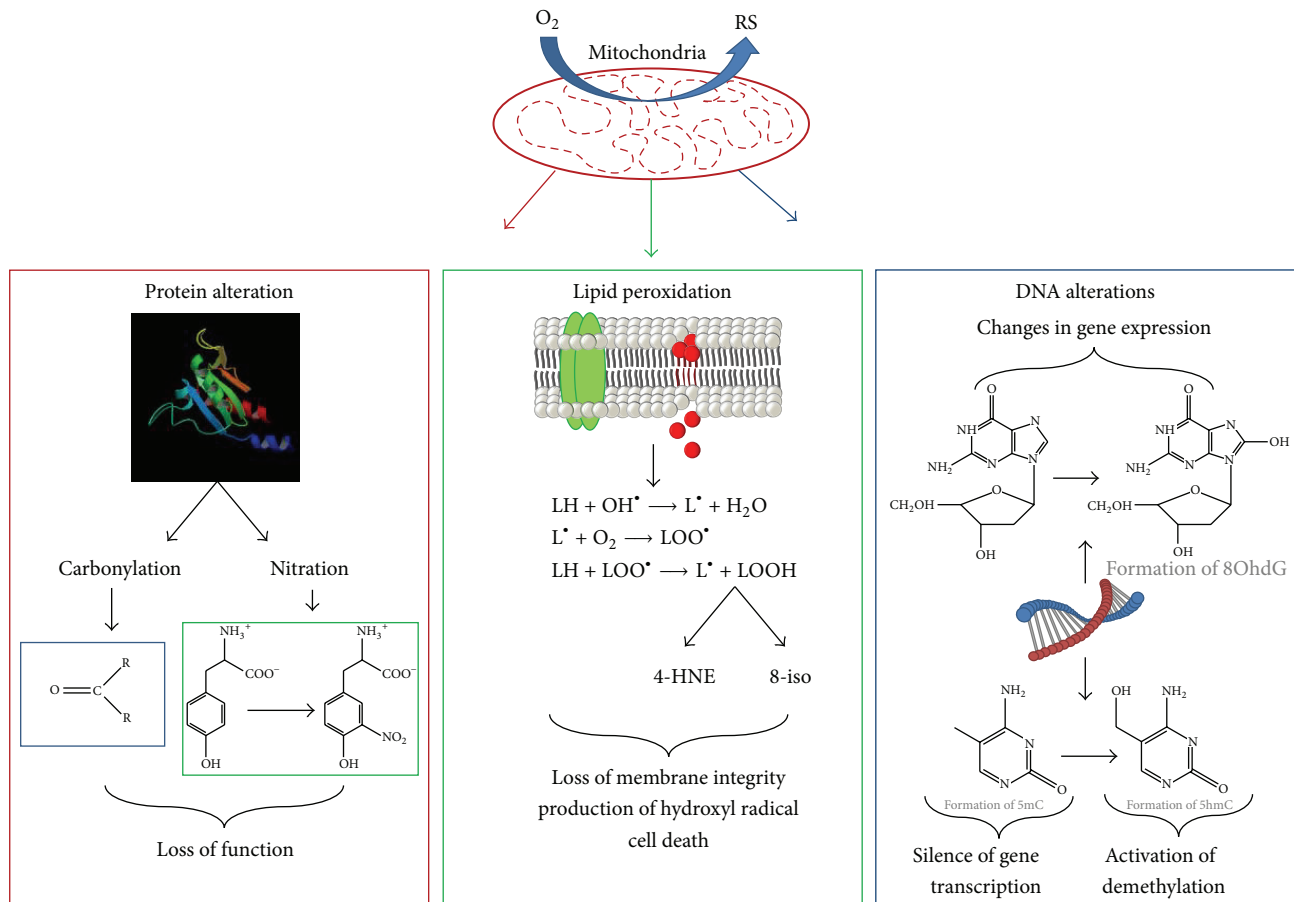 O₂
RS
Mitochondria
Protein alteration
Carbonylation
Nitration
O
C
R
R
NH₃⁺
COO⁻
OH
NH₃⁺
COO⁻
NO₂
OH
Loss of function
Lipid peroxidation
LH + OH• ⟶ L• + H₂O
L• + O₂ ⟶ LOO•
LH + LOO• ⟶ L• + LOOH
4-HNE
8-iso
Loss of membrane integrity
production of hydroxyl radical
cell death
DNA alterations
Changes in gene expression
O
NH
N
NH₂
N
N
CH₂OH
O
OH
O
NH
N
OH
NH₂
N
N
CH₂OH
O
OH
Formation of 8OhdG
NH₂
N
N
O
Formation of 5mC
OH
NH₂
N
N
O
Formation of 5hmC
Silence of gene
transcription
Activation of
demethylation